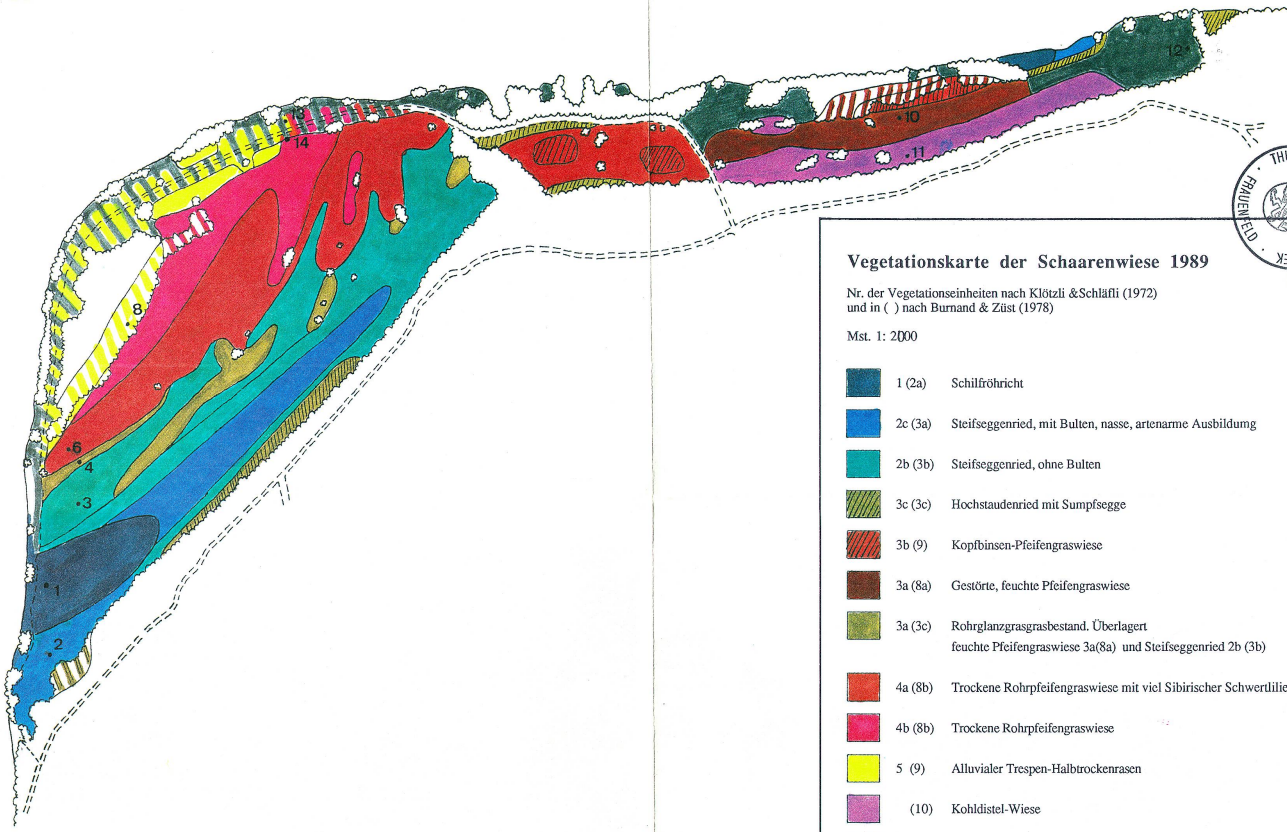 12
13
14
10
11
8
6
4
3
1
2
TH
FRAUENFELD
Vegetationskarte der Schaarenwiese 1989
Nr. der Vegetationseinheiten nach Klötzli &Schläfli (1972)
und in ( ) nach Burnand & Züst (1978)
Mst. 1: 2000
1 (2a) Schilfröhricht
2c (3a) Steifseggenried, mit Bulten, nasse, artenarme Ausbildumg
2b (3b) Steifseggenried, ohne Bulten
3c (3c) Hochstaudenried mit Sumpfsegge
3b (9) Kopfbinsen-Pfeifengraswiese
3a (8a) Gestörte, feuchte Pfeifengraswiese
3a (3c) Rohrglanzgrasgrasbestand. Überlagert
feuchte Pfeifengraswiese 3a(8a) und Steifseggenried 2b (3b)
4a (8b) Trockene Rohrpfeifengraswiese mit viel Sibirischer Schwertlilie
4b (8b) Trockene Rohrpfeifengraswiese
5 (9) Alluvialer Trespen-Halbtrockenrasen
(10) Kohldistel-Wiese